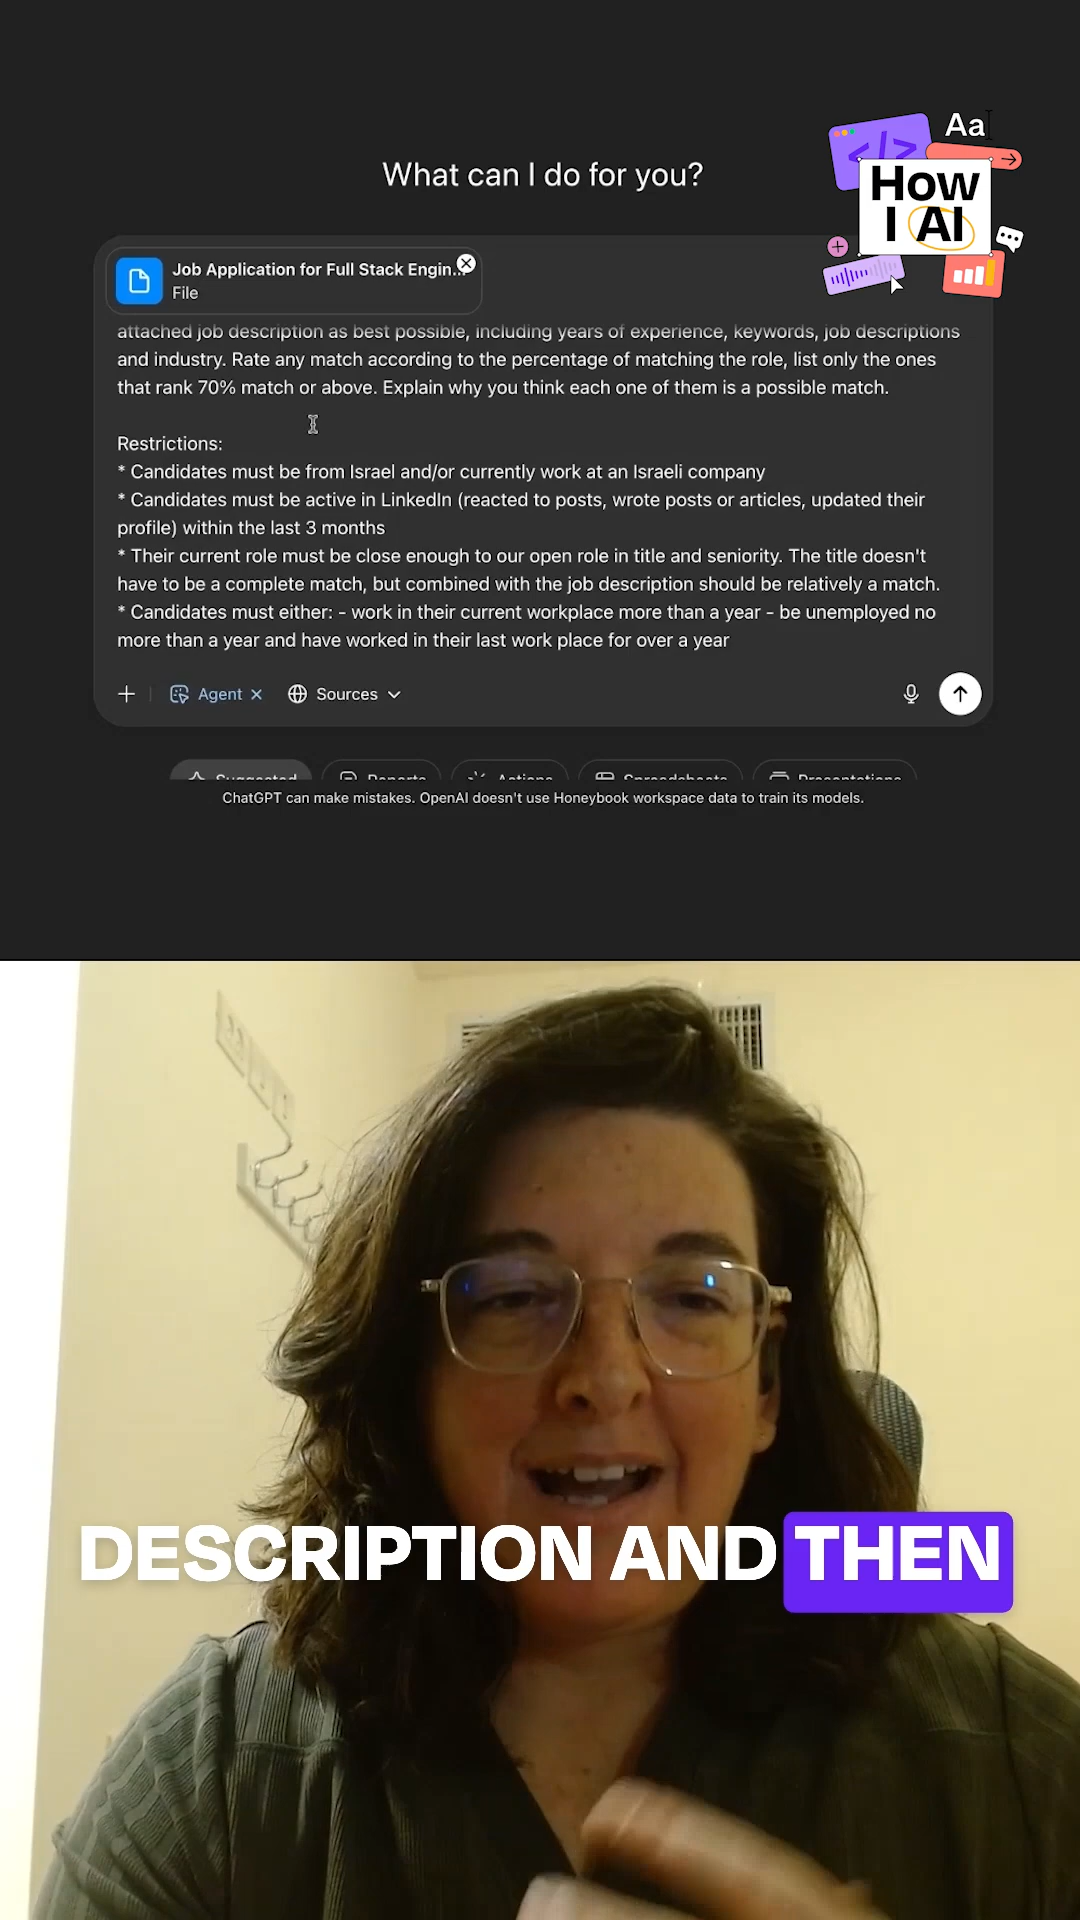 Aa
</>
How
I AI
What can I do for you?
Job Application for Full Stack Engin...
File
attached job description as best possible, including years of experience, keywords, job descriptions
and industry. Rate any match according to the percentage of matching the role, list only the ones
that rank 70% match or above. Explain why you think each one of them is a possible match.
Restrictions:
* Candidates must be from Israel and/or currently work at an Israeli company
* Candidates must be active in LinkedIn (reacted to posts, wrote posts or articles, updated their
profile) within the last 3 months
* Their current role must be close enough to our open role in title and seniority. The title doesn't
have to be a complete match, but combined with the job description should be relatively a match.
* Candidates must either: - work in their current workplace more than a year - be unemployed no
more than a year and have worked in their last work place for over a year
Agent Sources
Suggested Reports Actions Spreadsheets Presentations
ChatGPT can make mistakes. OpenAI doesn't use Honeybook workspace data to train its models.
DESCRIPTION AND THEN